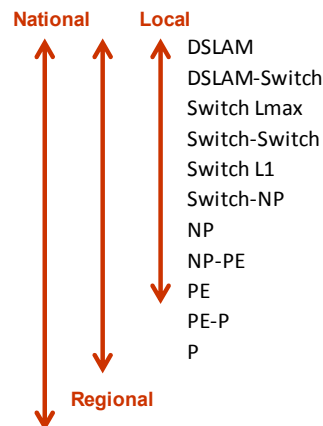 National Local
DSLAM
DSLAM-Switch
Switch Lmax
Switch-Switch
Switch L1
Switch-NP
NP
NP-PE
PE
PE-P
P
Regional